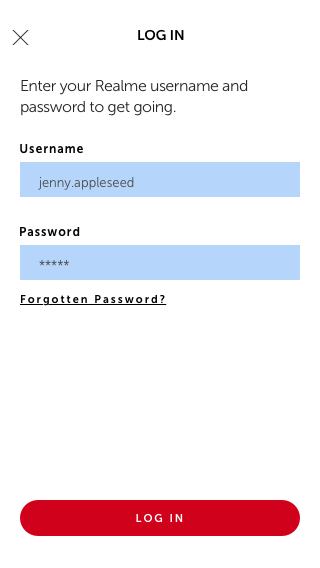 LOG IN
Enter your Realme username and
password to get going.
Username
jenny.appleseed
Password
*****
Forgotten Password?
LOG IN